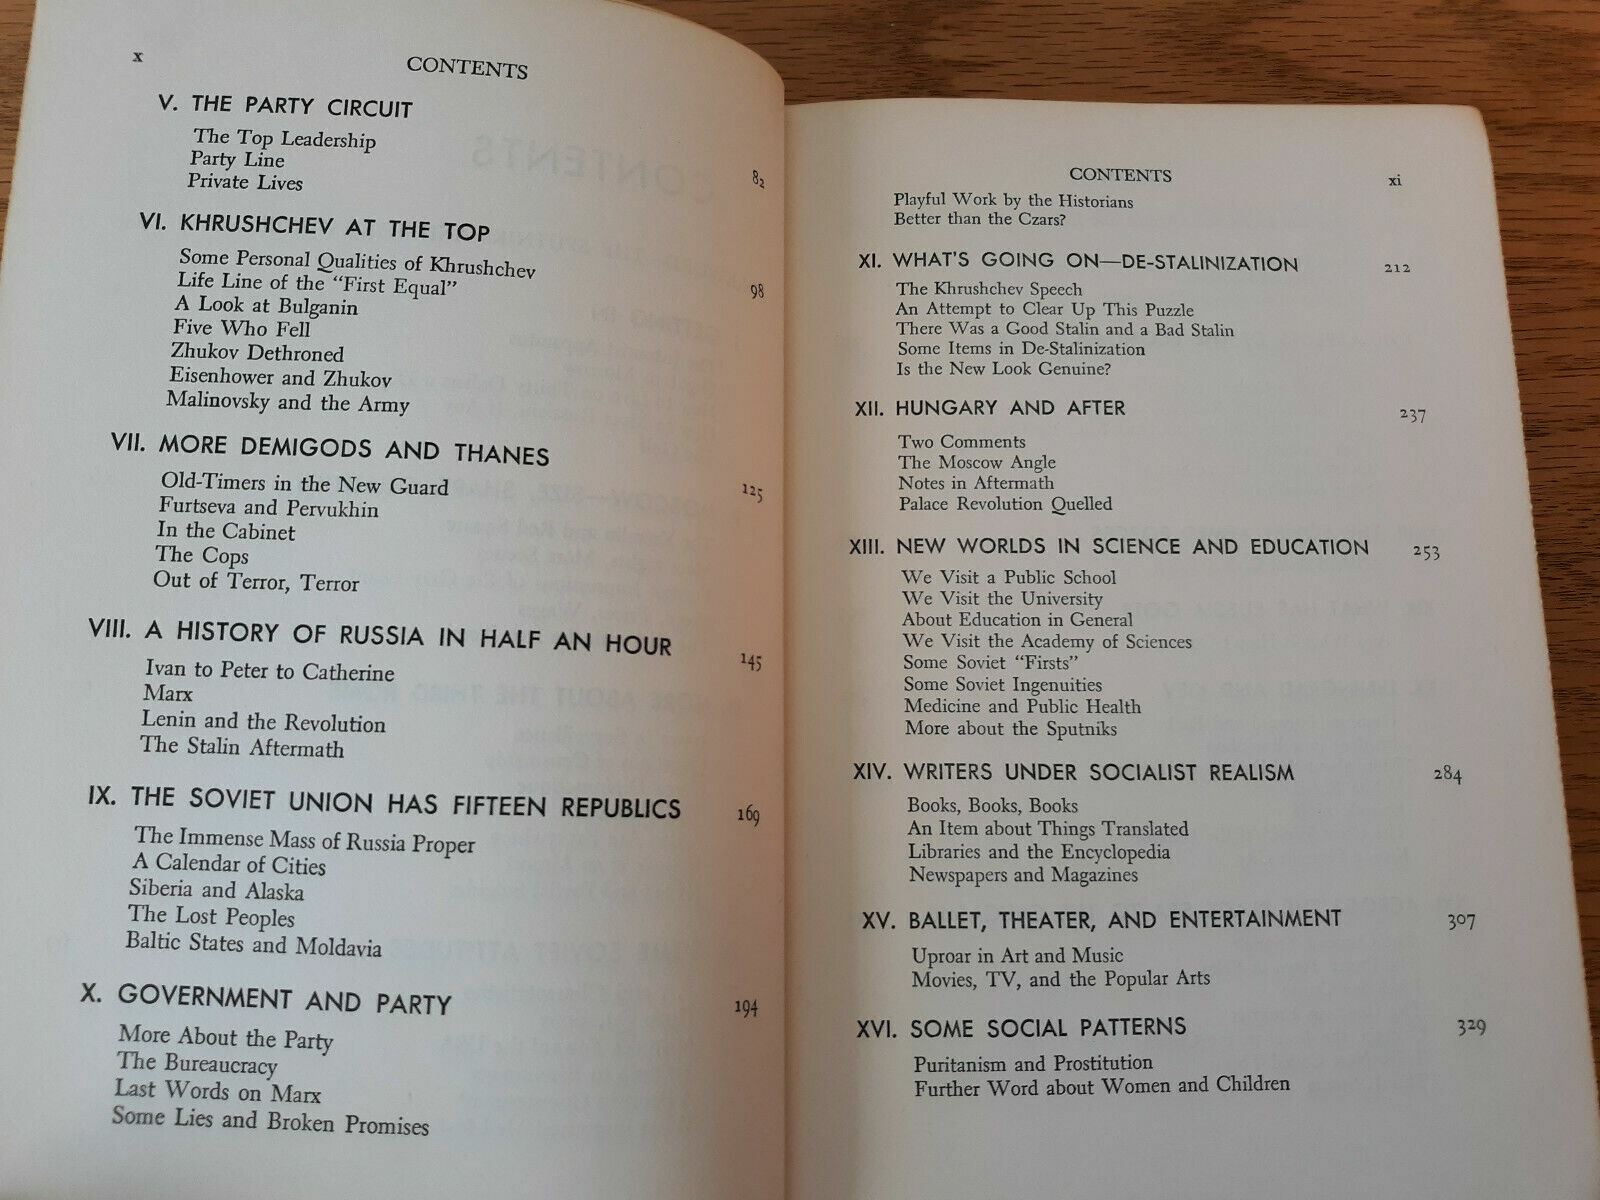 x
CONTENTS
V. THE PARTY CIRCUIT 82
The Top Leadership
Party Line
Private Lives
VI. KHRUSHCHEV AT THE TOP 98
Some Personal Qualities of Khrushchev
Life Line of the "First Equal"
A Look at Bulganin
Five Who Fell
Zhukov Dethroned
Eisenhower and Zhukov
Malinovsky and the Army
VII. MORE DEMIGODS AND THANES 125
Old-Timers in the New Guard
Furtseva and Pervukhin
In the Cabinet
The Cops
Out of Terror, Terror
VIII. A HISTORY OF RUSSIA IN HALF AN HOUR 145
Ivan to Peter to Catherine
Marx
Lenin and the Revolution
The Stalin Aftermath
IX. THE SOVIET UNION HAS FIFTEEN REPUBLICS 169
The Immense Mass of Russia Proper
A Calendar of Cities
Siberia and Alaska
The Lost Peoples
Baltic States and Moldavia
X. GOVERNMENT AND PARTY 194
More About the Party
The Bureaucracy
Last Words on Marx
Some Lies and Broken Promises
CONTENTS xi
Playful Work by the Historians
Better than the Czars?
XI. WHAT'S GOING ON—DE-STALINIZATION 212
The Khrushchev Speech
An Attempt to Clear Up This Puzzle
There Was a Good Stalin and a Bad Stalin
Some Items in De-Stalinization
Is the New Look Genuine?
XII. HUNGARY AND AFTER 237
Two Comments
The Moscow Angle
Notes in Aftermath
Palace Revolution Quelled
XIII. NEW WORLDS IN SCIENCE AND EDUCATION 253
We Visit a Public School
We Visit the University
About Education in General
We Visit the Academy of Sciences
Some Soviet "Firsts"
Some Soviet Ingenuities
Medicine and Public Health
More about the Sputniks
XIV. WRITERS UNDER SOCIALIST REALISM 284
Books, Books, Books
An Item about Things Translated
Libraries and the Encyclopedia
Newspapers and Magazines
XV. BALLET, THEATER, AND ENTERTAINMENT 307
Uproar in Art and Music
Movies, TV, and the Popular Arts
XVI. SOME SOCIAL PATTERNS 329
Puritanism and Prostitution
Further Word about Women and Children